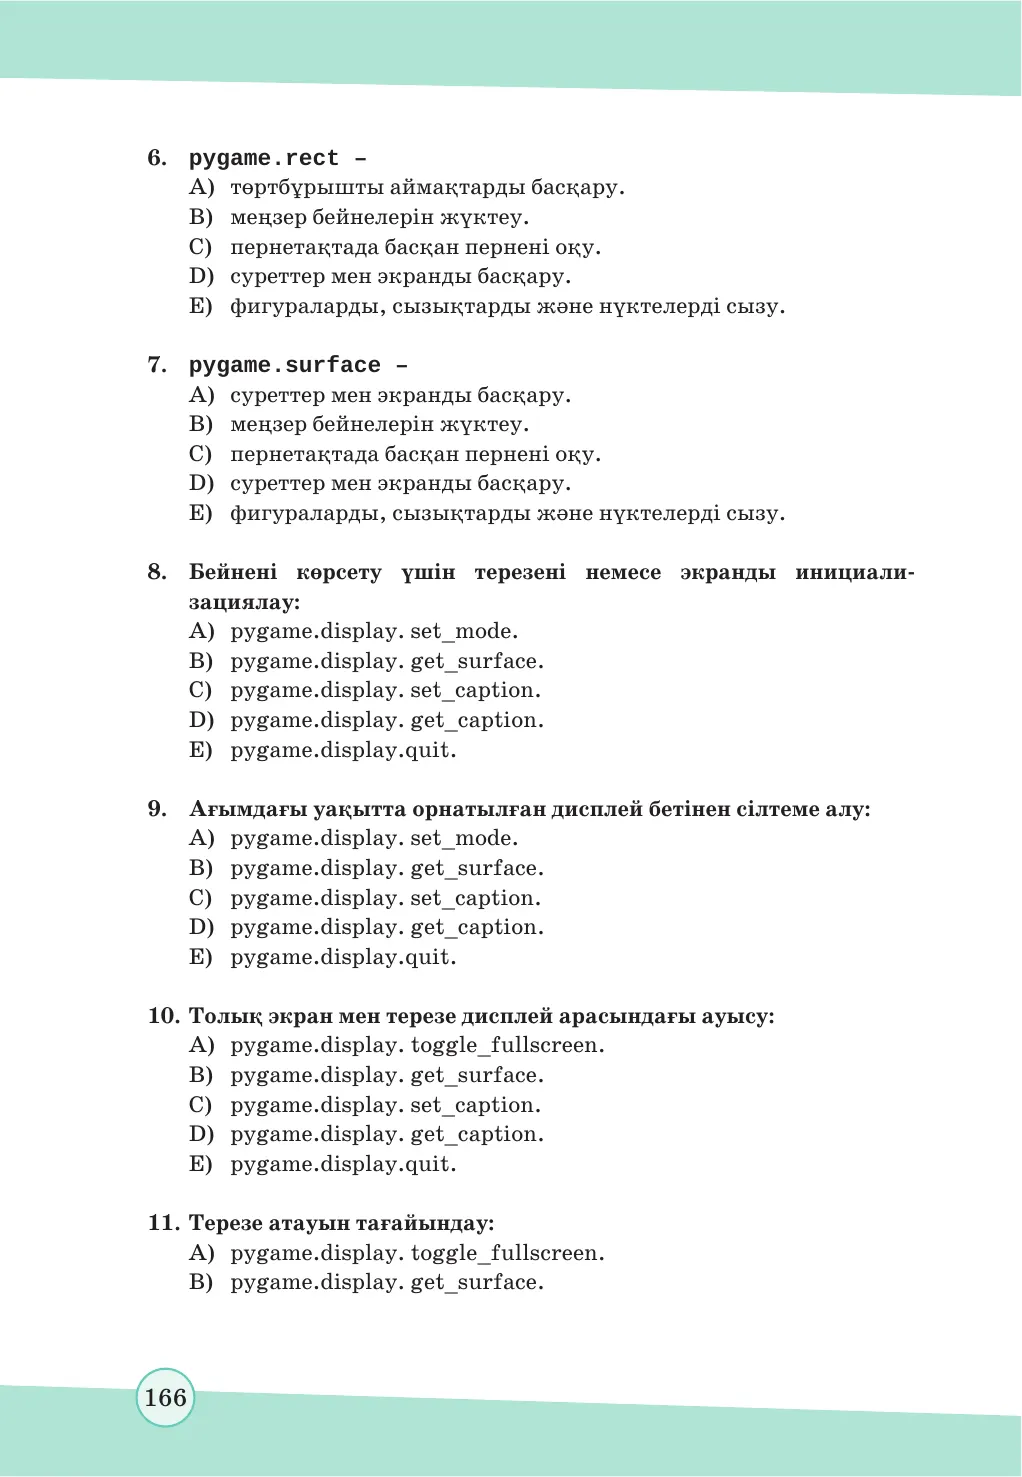 6. pygame.rect –
A) төртбұрышты аймақтарды басқару.
B) меңзер бейнелерін жүктеу.
C) пернетақтада басқан пернені оқу.
D) суреттер мен экранды басқару.
E) фигураларды, сызықтарды және нүктелерді сызу.
7. pygame.surface –
A) суреттер мен экранды басқару.
B) меңзер бейнелерін жүктеу.
C) пернетақтада басқан пернені оқу.
D) суреттер мен экранды басқару.
E) фигураларды, сызықтарды және нүктелерді сызу.
8. Бейнені көрсету үшін терезені немесе экранды инициали-
зациялау:
A) pygame.display. set_mode.
B) pygame.display. get_surface.
C) pygame.display. set_caption.
D) pygame.display. get_caption.
E) pygame.display.quit.
9. Ағымдағы уақытта орнатылған дисплей бетінен сілтеме алу:
A) pygame.display. set_mode.
B) pygame.display. get_surface.
C) pygame.display. set_caption.
D) pygame.display. get_caption.
E) pygame.display.quit.
10. Толық экран мен терезе дисплей арасындағы ауысу:
A) pygame.display. toggle_fullscreen.
B) pygame.display. get_surface.
C) pygame.display. set_caption.
D) pygame.display. get_caption.
E) pygame.display.quit.
11. Терезе атауын тағайындау:
A) pygame.display. toggle_fullscreen.
B) pygame.display. get_surface.
166